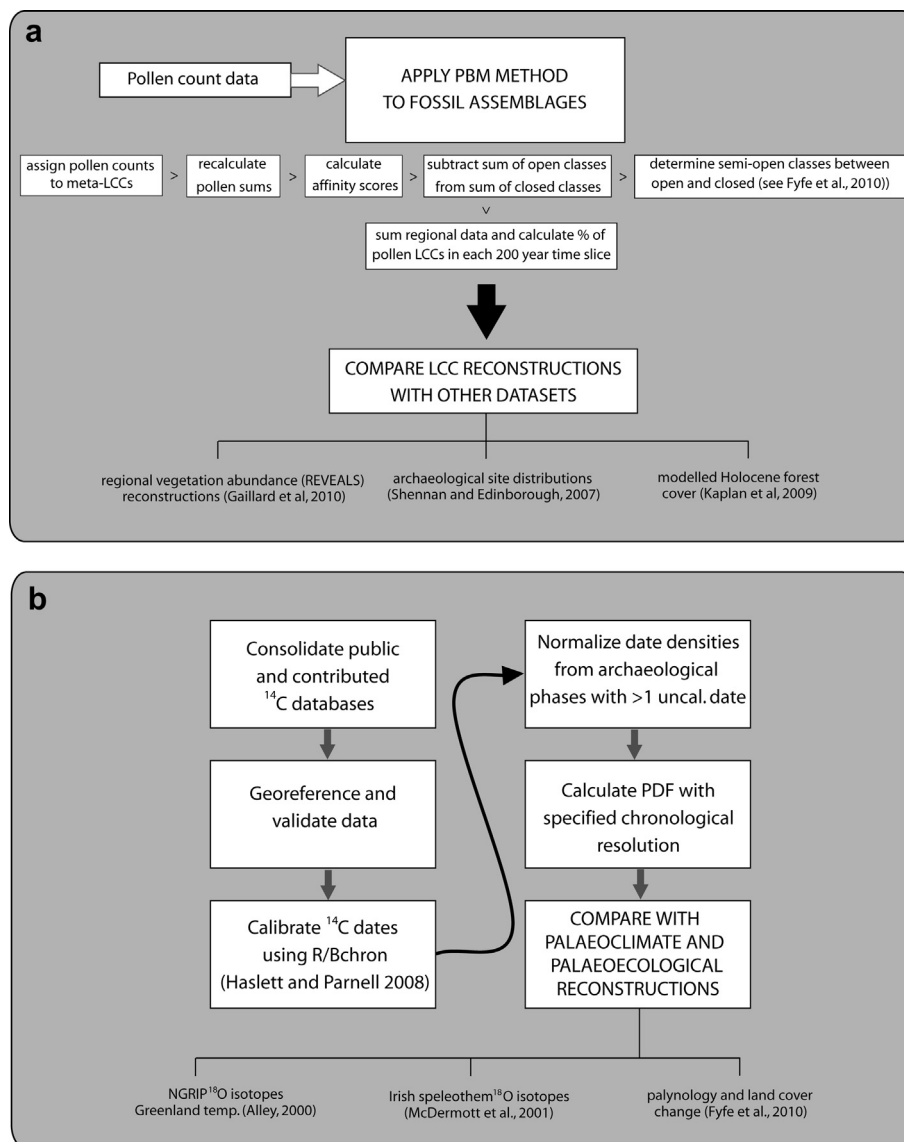 a
Pollen count data
APPLY PBM METHOD
TO FOSSIL ASSEMBLAGES
assign pollen counts
to meta-LCCs
>
recalculate
pollen sums
>
calculate
affinity scores
>
subtract sum of open classes
from sum of closed classes
>
determine semi-open classes between
open and closed (see Fyfe et al., 2010))
>
sum regional data and calculate % of
pollen LCCs in each 200 year time slice
COMPARE LCC RECONSTRUCTIONS
WITH OTHER DATASETS
regional vegetation abundance (REVEALS)
reconstructions (Gaillard et al, 2010)
archaeological site distributions
(Shennan and Edinborough, 2007)
modelled Holocene forest
cover (Kaplan et al, 2009)
b
Consolidate public
and contributed
¹⁴C databases
Georeference and
validate data
Calibrate ¹⁴C dates
using R/Bchron
(Haslett and Parnell 2008)
Normalize date densities
from archaeological
phases with >1 uncal. date
Calculate PDF with
specified chronological
resolution
COMPARE WITH
PALAEOCLIMATE AND
PALAEOECOLOGICAL
RECONSTRUCTIONS
NGRIP¹⁸O isotopes
Greenland temp. (Alley, 2000)
Irish speleothem¹⁸O isotopes
(McDermott et al., 2001)
palynology and land cover
change (Fyfe et al., 2010)